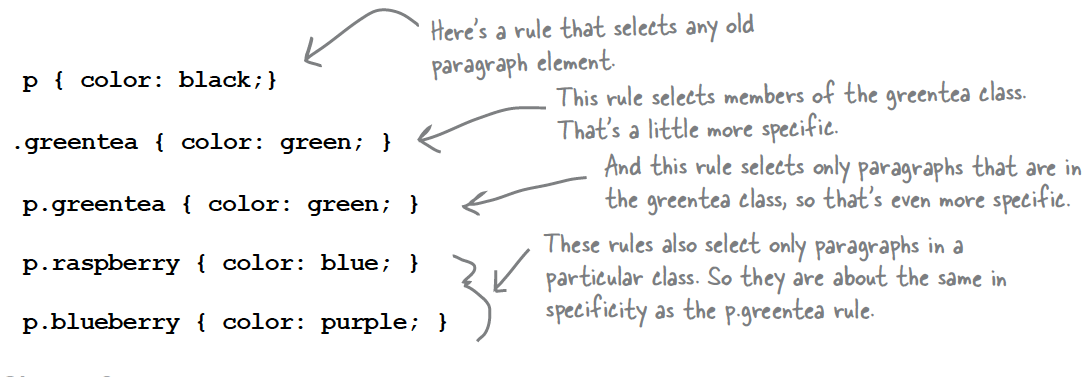 Here's a rule that selects any old
paragraph element.
p { color: black;}
This rule selects members of the greentea class.
That's a little more specific.
.greentea { color: green; }
And this rule selects only paragraphs that are in
the greentea class, so that's even more specific.
p.greentea { color: green; }
These rules also select only paragraphs in a
particular class. So they are about the same in
specificity as the p.greentea rule.
p.raspberry { color: blue; }
p.blueberry { color: purple; }